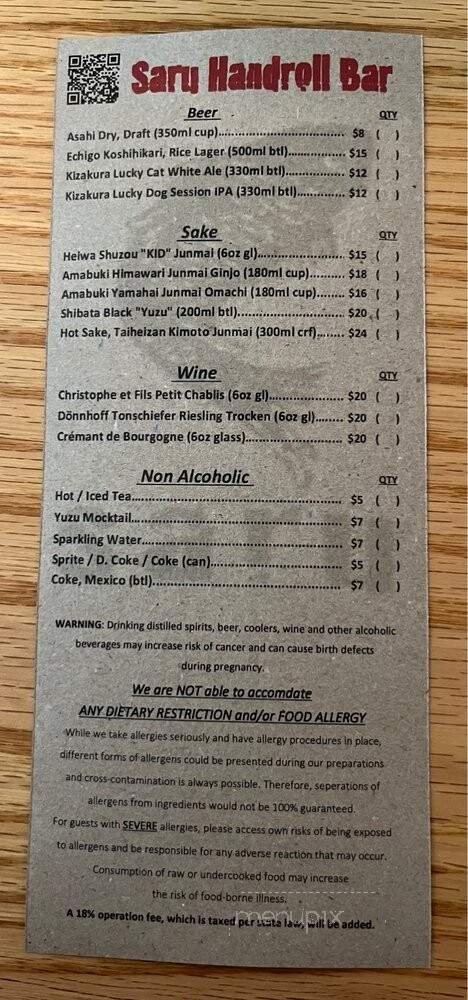 Saru Handroll Bar
Beer QTY
Asahi Dry, Draft (350ml cup)................................... $8 ( )
Echigo Koshihikari, Rice Lager (500ml btl)............... $15 ( )
Kizakura Lucky Cat White Ale (330ml btl)................ $12 ( )
Kizakura Lucky Dog Session IPA (330ml btl)............. $12 ( )
Sake QTY
Heiwa Shuzou "KID" Junmai (6oz gl)...................... $15 ( )
Amabuki Himawari Junmai Ginjo (180ml cup)......... $18 ( )
Amabuki Yamahai Junmai Omachi (180ml cup)....... $16 ( )
Shibata Black "Yuzu" (200ml btl)............................. $20 ( )
Hot Sake, Taiheizan Kimoto Junmai (300ml crf)....... $24 ( )
Wine QTY
Christophe et Fils Petit Chablis (6oz gl).................... $20 ( )
Dönnhoff Tonschiefer Riesling Trocken (6oz gl)....... $20 ( )
Crémant de Bourgogne (6oz glass).......................... $20 ( )
Non Alcoholic QTY
Hot / Iced Tea........................................................ $5 ( )
Yuzu Mocktail........................................................ $7 ( )
Sparkling Water..................................................... $7 ( )
Sprite / D. Coke / Coke (can)................................... $5 ( )
Coke, Mexico (btl).................................................. $7 ( )
WARNING: Drinking distilled spirits, beer, coolers, wine and other alcoholic
beverages may increase risk of cancer and can cause birth defects
during pregnancy.
We are NOT able to accomdate
ANY DIETARY RESTRICTION and/or FOOD ALLERGY
While we take allergies seriously and have allergy procedures in place,
different forms of allergens could be presented during our preparations
and cross-contamination is always possible. Therefore, seperations of
allergens from ingredients would not be 100% guaranteed.
For guests with SEVERE allergies, please access own risks of being exposed
to allergens and be responsible for any adverse reaction that may occur.
Consumption of raw or undercooked food may increase
the risk of food-borne illness.
A 18% operation fee, which is taxed per state law, will be added.
menupix